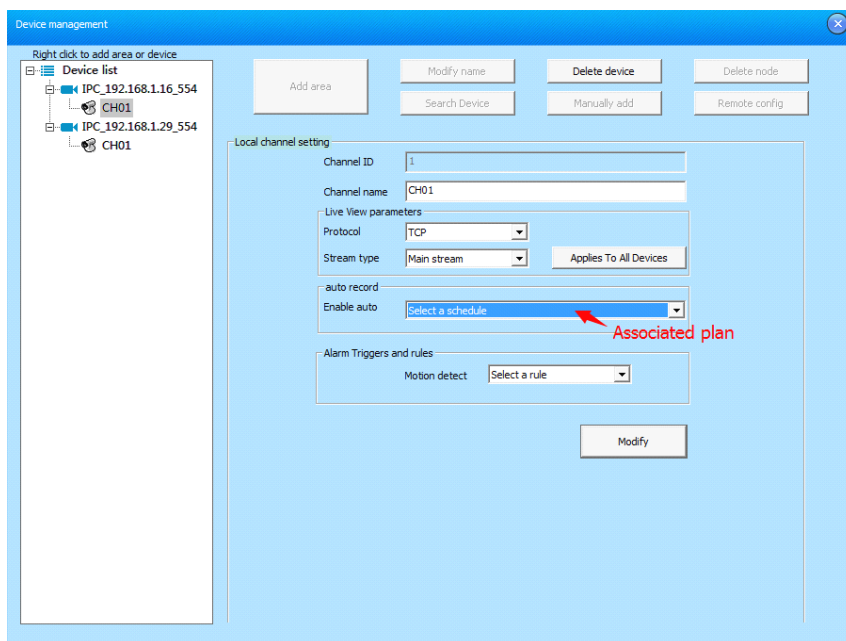 Device management
Right click to add area or device
Device list
IPC_192.168.1.16_554
CH01
IPC_192.168.1.29_554
CH01
Add area
Modify name
Delete device
Delete node
Search Device
Manually add
Remote config
Local channel setting
Channel ID
1
Channel name
CH01
Live View parameters
Protocol
TCP
Stream type
Main stream
Applies To All Devices
auto record
Enable auto
Select a schedule
Associated plan
Alarm Triggers and rules
Motion detect
Select a rule
Modify